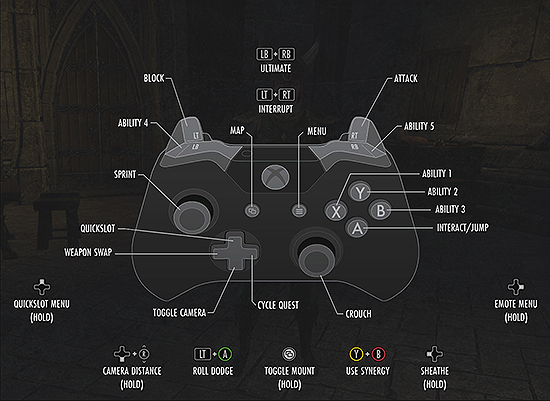 LB + RB
ULTIMATE
BLOCK
ATTACK
LT + RT
INTERRUPT
ABILITY 4
LT
LB
MAP
MENU
RT
RB
ABILITY 5
SPRINT
ABILITY 1
Y
ABILITY 2
X
B
ABILITY 3
A
INTERACT/JUMP
QUICKSLOT
WEAPON SWAP
TOGGLE CAMERA
CYCLE QUEST
CROUCH
QUICKSLOT MENU
(HOLD)
EMOTE MENU
(HOLD)
+ R
CAMERA DISTANCE
(HOLD)
LT + A
ROLL DODGE
TOGGLE MOUNT
(HOLD)
Y + B
USE SYNERGY
SHEATHE
(HOLD)